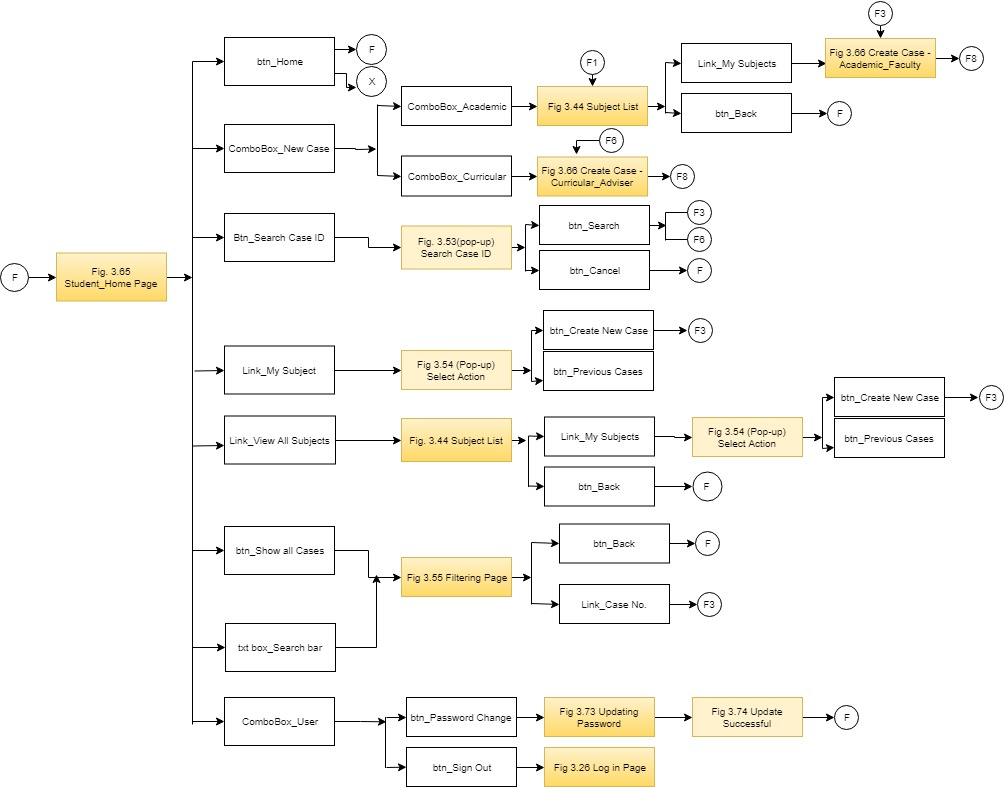 F
Fig. 3.65
Student_Home Page
btn_Home
F
X
ComboBox_New Case
ComboBox_Academic
F1
Fig 3.44 Subject List
Link_My Subjects
F3
Fig 3.66 Create Case -
Academic_Faculty
F8
btn_Back
F
ComboBox_Curricular
F6
Fig 3.66 Create Case -
Curricular_Adviser
F8
Btn_Search Case ID
Fig. 3.53(pop-up)
Search Case ID
btn_Search
F3
F6
btn_Cancel
F
Link_My Subject
Fig 3.54 (Pop-up)
Select Action
btn_Create New Case
F3
btn_Previous Cases
Link_View All Subjects
Fig. 3.44 Subject List
Link_My Subjects
Fig 3.54 (Pop-up)
Select Action
btn_Create New Case
F3
btn_Previous Cases
btn_Back
F
btn_Show all Cases
txt box_Search bar
Fig 3.55 Filtering Page
btn_Back
F
Link_Case No.
F3
ComboBox_User
btn_Password Change
Fig 3.73 Updating
Password
Fig 3.74 Update
Successful
F
btn_Sign Out
Fig 3.26 Log in Page